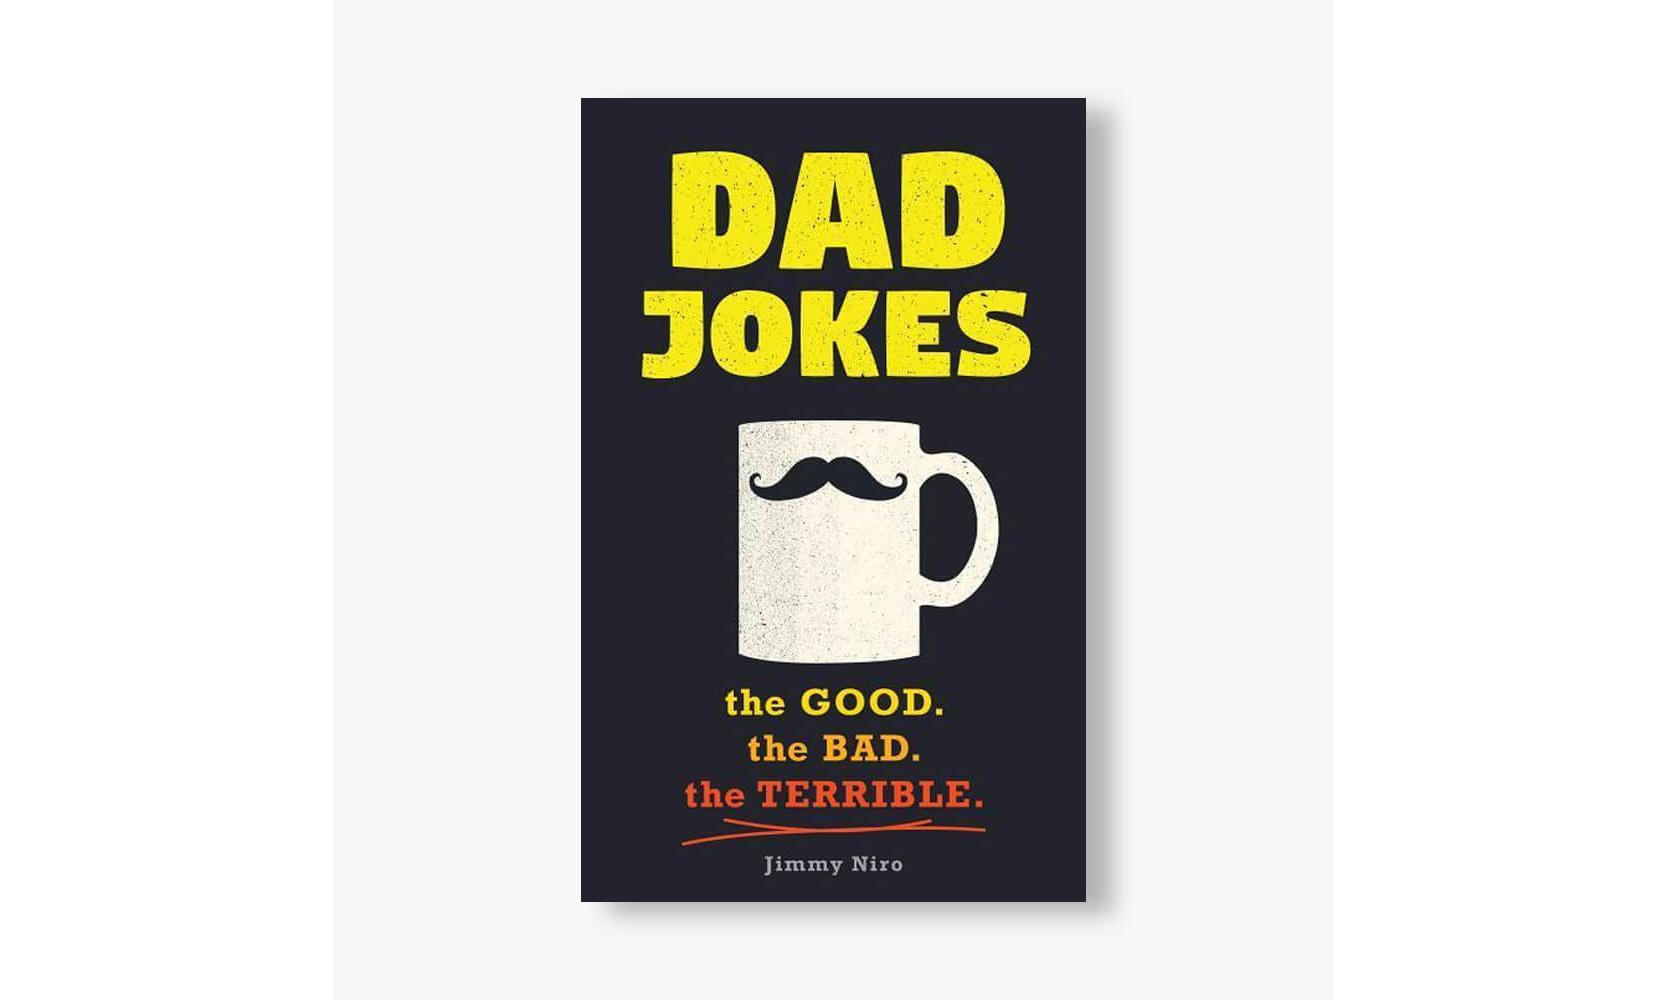 DAD
JOKES
the GOOD.
the BAD.
the TERRIBLE.
Jimmy Niro